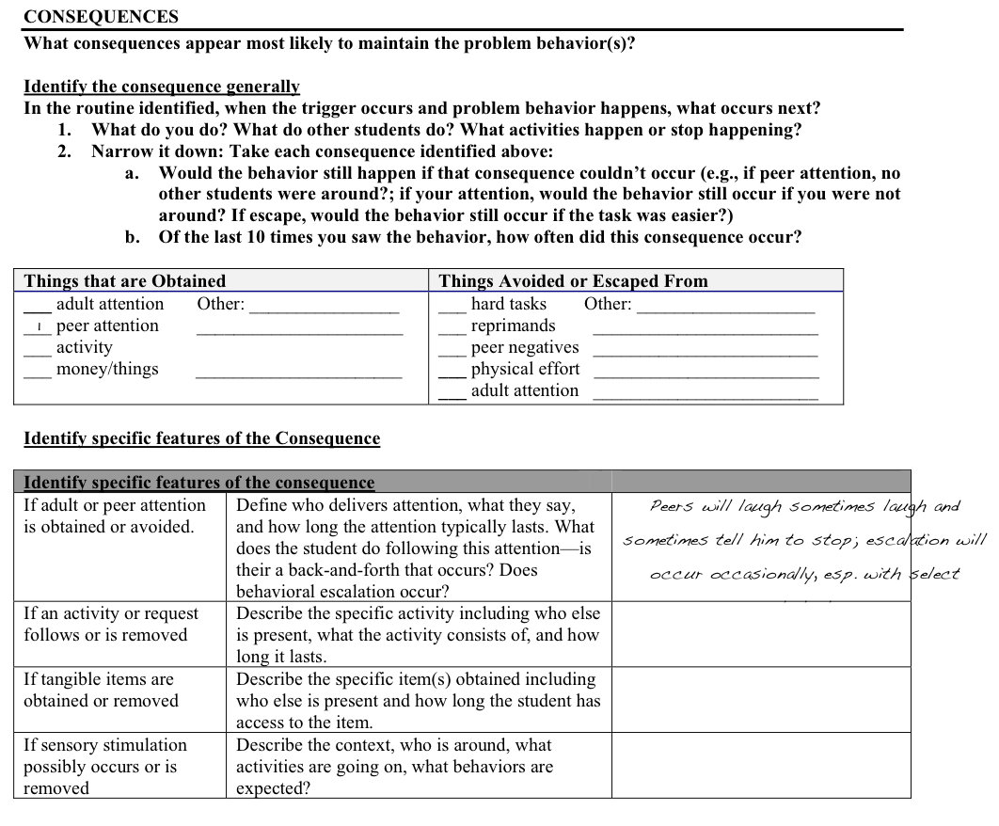 CONSEQUENCES
What consequences appear most likely to maintain the problem behavior(s)?
Identify the consequence generally
In the routine identified, when the trigger occurs and problem behavior happens, what occurs next?
1. What do you do? What do other students do? What activities happen or stop happening?
2. Narrow it down: Take each consequence identified above:
a. Would the behavior still happen if that consequence couldn’t occur (e.g., if peer attention, no
other students were around?; if your attention, would the behavior still occur if you were not
around? If escape, would the behavior still occur if the task was easier?)
b. Of the last 10 times you saw the behavior, how often did this consequence occur?
Things that are Obtained
___ adult attention Other: ________________
_1_ peer attention ______________________
___ activity
___ money/things ______________________
Things Avoided or Escaped From
___ hard tasks Other: ___________________
___ reprimands ________________________
___ peer negatives ________________________
___ physical effort ________________________
___ adult attention ________________________
Identify specific features of the Consequence
Identify specific features of the consequence
If adult or peer attention
is obtained or avoided.
Define who delivers attention, what they say,
and how long the attention typically lasts. What
does the student do following this attention—is
their a back-and-forth that occurs? Does
behavioral escalation occur?
Peers will laugh sometimes laugh and
sometimes tell him to stop; escalation will
occur occasionally, esp. with select
If an activity or request
follows or is removed
Describe the specific activity including who else
is present, what the activity consists of, and how
long it lasts.
If tangible items are
obtained or removed
Describe the specific item(s) obtained including
who else is present and how long the student has
access to the item.
If sensory stimulation
possibly occurs or is
removed
Describe the context, who is around, what
activities are going on, what behaviors are
expected?